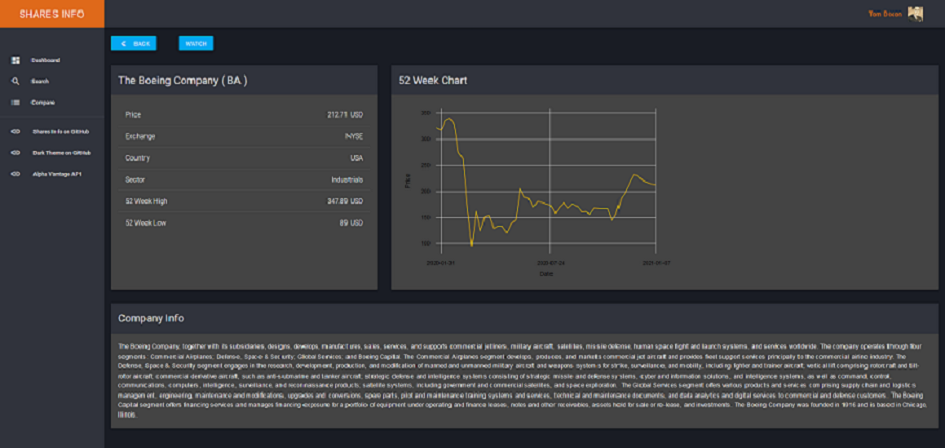 SHARES INFO
Tom Dixon
BACK
WATCH
Dashboard
Search
Compare
Shares Info on GitHub
Dark Theme on GitHub
Alpha Vantage API
The Boeing Company ( BA )
Price 212.71 USD
Exchange NYSE
Country USA
Sector Industrials
52 Week High 347.89 USD
52 Week Low 89 USD
52 Week Chart
350
300
250
200
150
100
Price
2020-07-24
Date
Company Info
The Boeing Company, together with its subsidiaries, designs, develops, manufactures, sales, services, and supports commercial jetliners, military aircraft, satellites, missile defense, human space flight and launch systems, and services worldwide. The company operates through four
segments: Commercial Airplanes; Defense, Space & Security; Global Services; and Boeing Capital. The Commercial Airplanes segment develops, produces, and markets commercial jet aircraft and provides fleet support services principally to the commercial airline industry. The
Defense, Space & Security segment engages in the research, development, production, and modification of manned and unmanned military aircraft and weapons systems for strike, surveillance, and mobility, including fighter and trainer aircraft; vertical lift comprising rotorcraft and tilt-
rotor aircraft; commercial derivative aircraft, such as anti-submarine and tanker aircraft; strategic defense and intelligence systems consisting of strategic missile and defense systems, cyber and information solutions, and intelligence systems, as well as command, control,
communications, computers, intelligence, surveillance, and reconnaissance products; satellite systems, including government and commercial satellites, and space exploration. The Global Services segment offers various products and services comprising supply chain and logistics
management, engineering, maintenance and modifications, upgrades and conversions, spare parts, pilot and maintenance training systems and services, technical and maintenance documents, and data analytics and digital services to commercial and defense customers. The Boeing
Capital segment offers financing services and manages financing exposure for a portfolio of equipment under operating and finance leases, notes and other receivables, assets held for sale or re-lease, and investments. The Boeing Company was founded in 1916 and is based in Chicago,
Illinois.